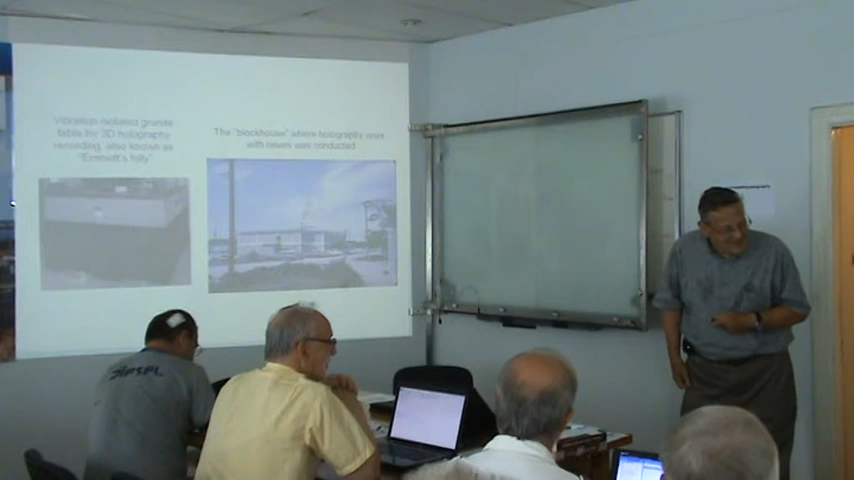 Vibration-isolated granite
table for 3D holography
recording, also known as
"Emmett's folly"
The "blockhouse" where holography work
with lasers was conducted
DIESEL